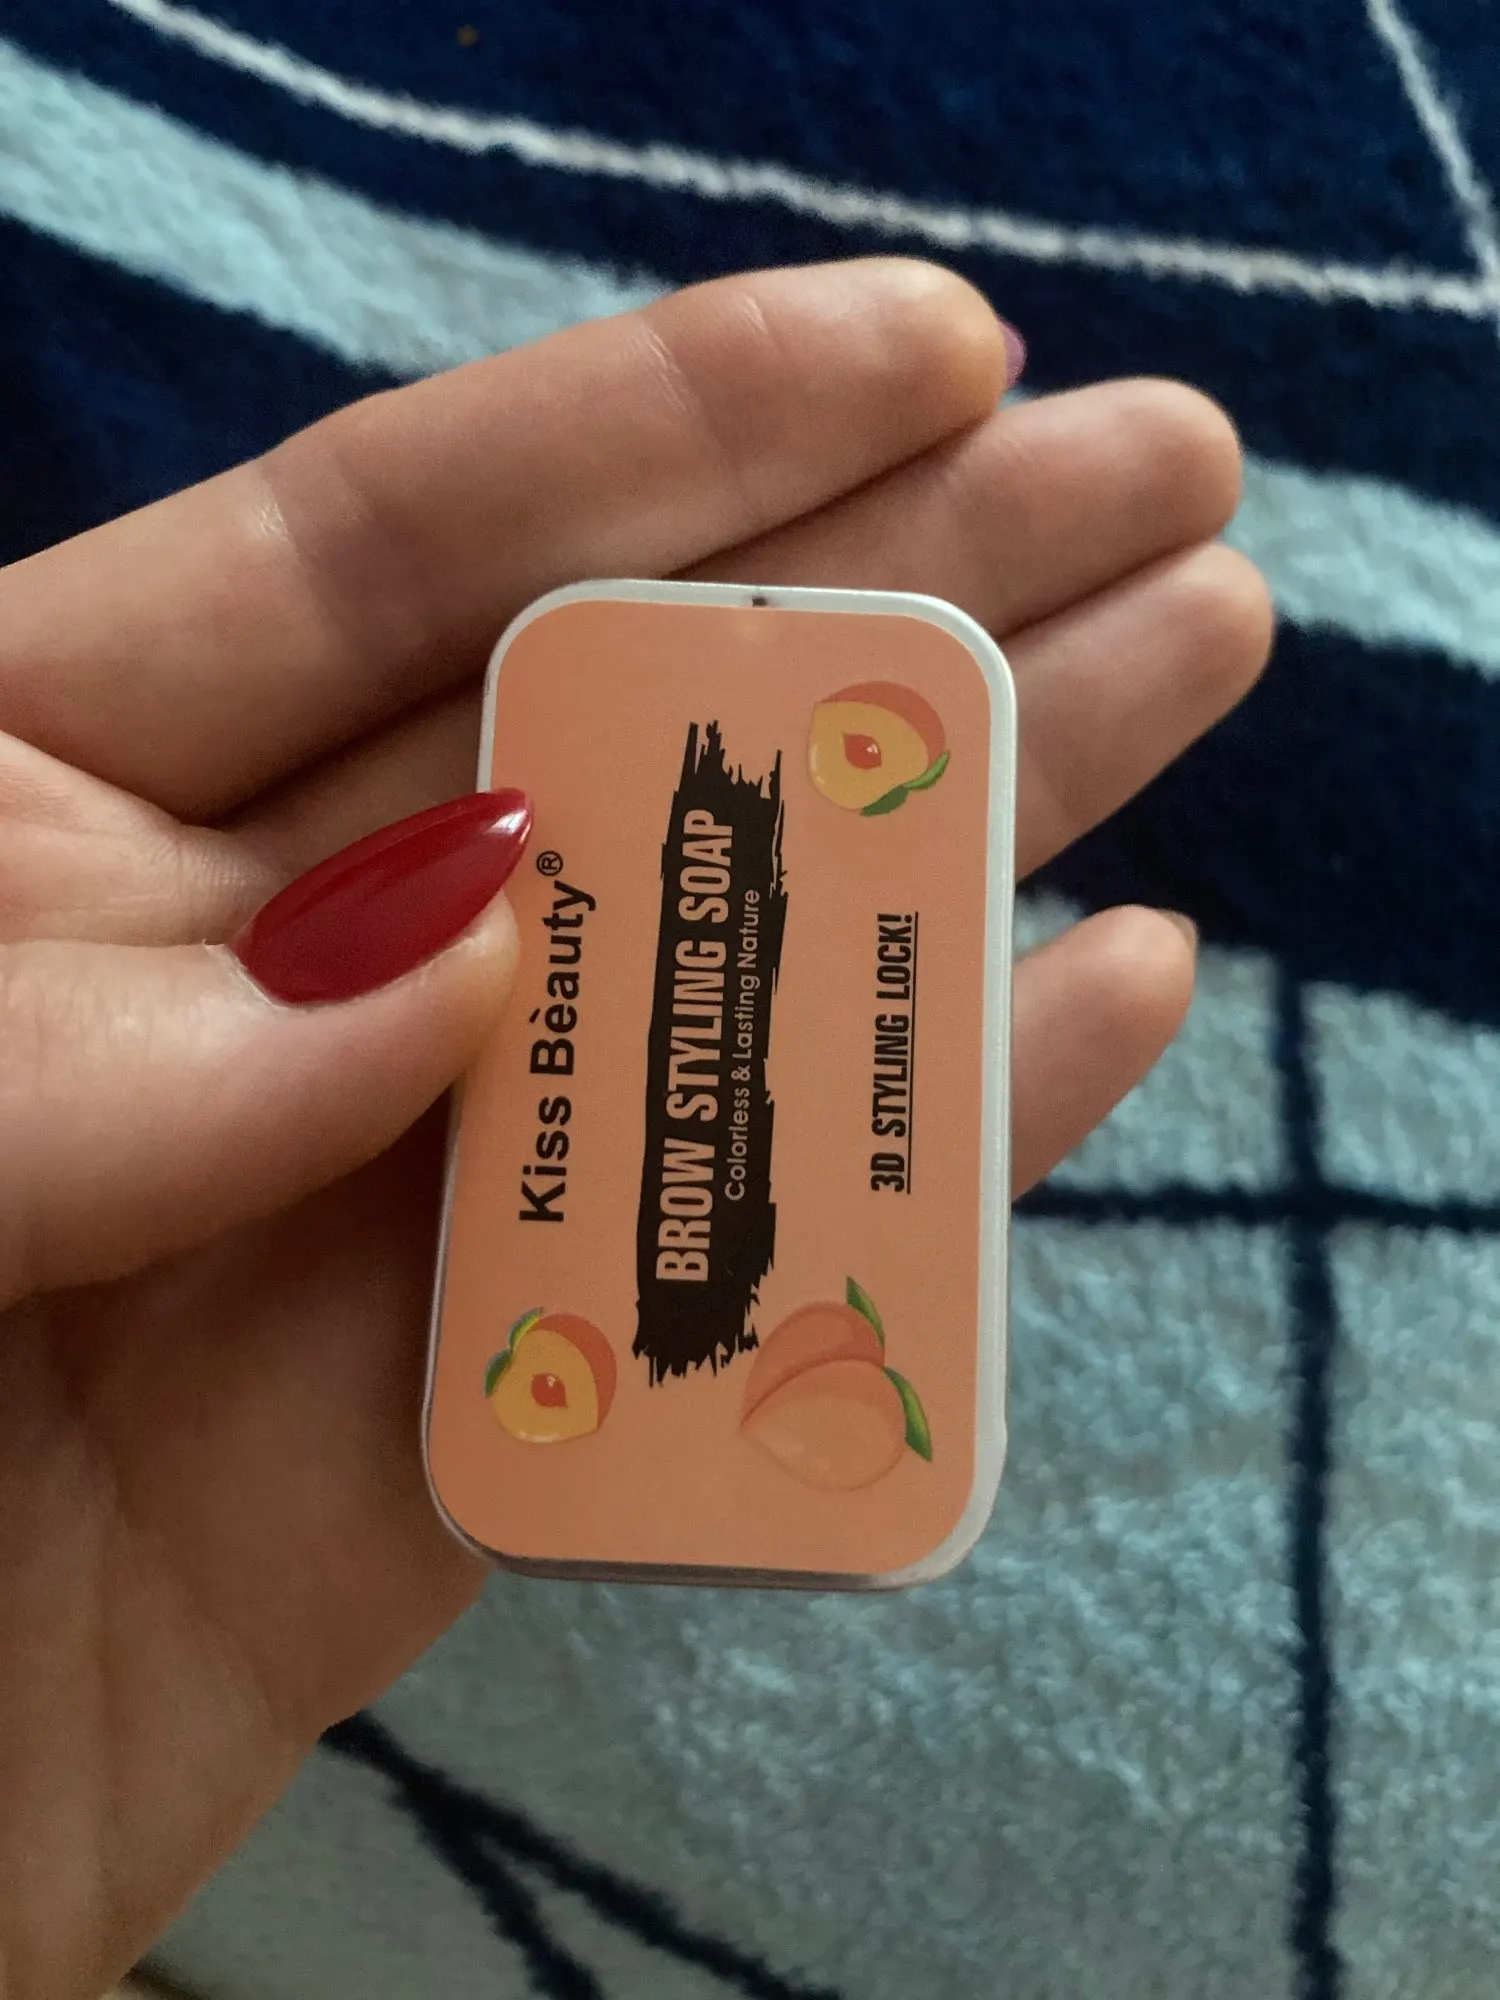 Kiss Bèauty®
BROW STYLING SOAP
Colorless & Lasting Nature
3D STYLING LOCK!